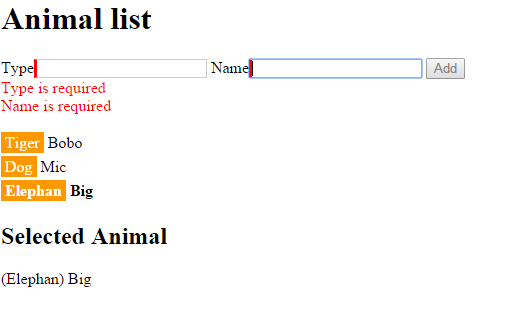 Animal list
Type Name Add
Type is required
Name is required
Tiger Bobo
Dog Mic
Elephan Big
Selected Animal
(Elephan) Big